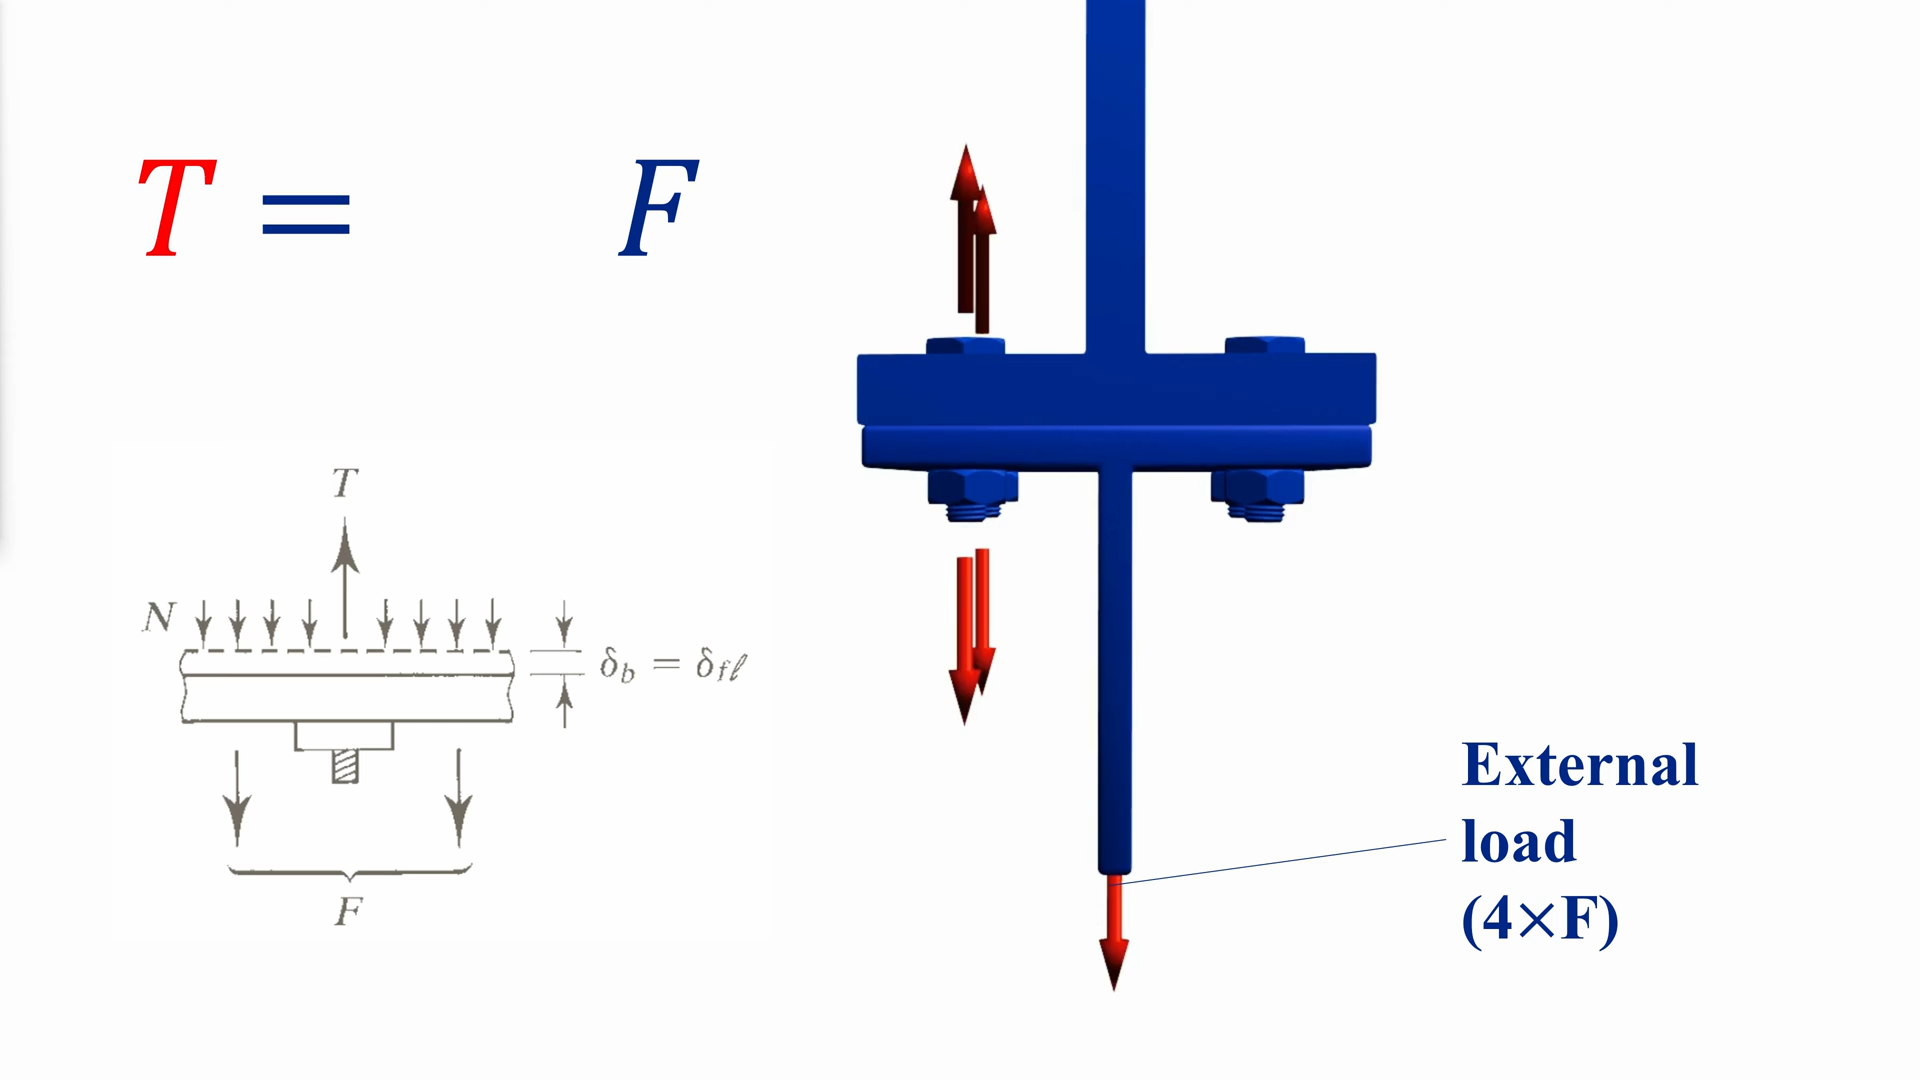 T = F
T
N
δb = δfℓ
F
External
load
(4×F)